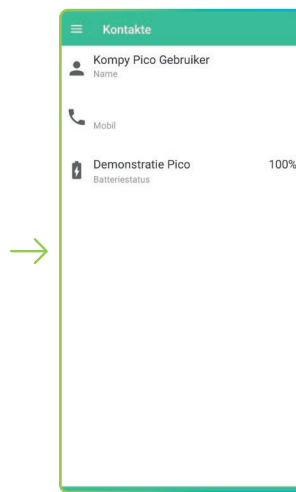 Kontakte
Kompy Pico Gebruiker
Name
Mobil
Demonstratie Pico 100%
Batteriestatus